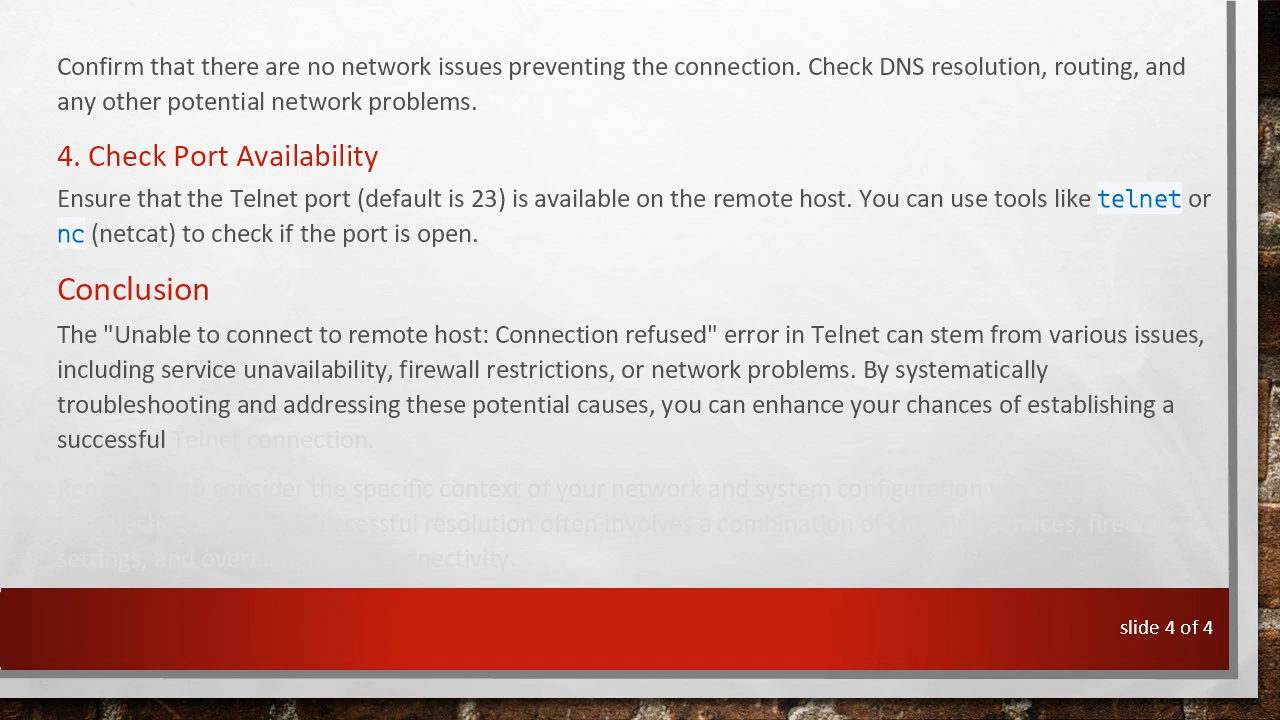 Confirm that there are no network issues preventing the connection. Check DNS resolution, routing, and
any other potential network problems.
4. Check Port Availability
Ensure that the Telnet port (default is 23) is available on the remote host. You can use tools like telnet or
nc (netcat) to check if the port is open.
Conclusion
The "Unable to connect to remote host: Connection refused" error in Telnet can stem from various issues,
including service unavailability, firewall restrictions, or network problems. By systematically
troubleshooting and addressing these potential causes, you can enhance your chances of establishing a
successful Telnet connection.
consider the specific context of your network and system configuration
successful resolution often involves a combination of
settings, and
slide 4 of 4